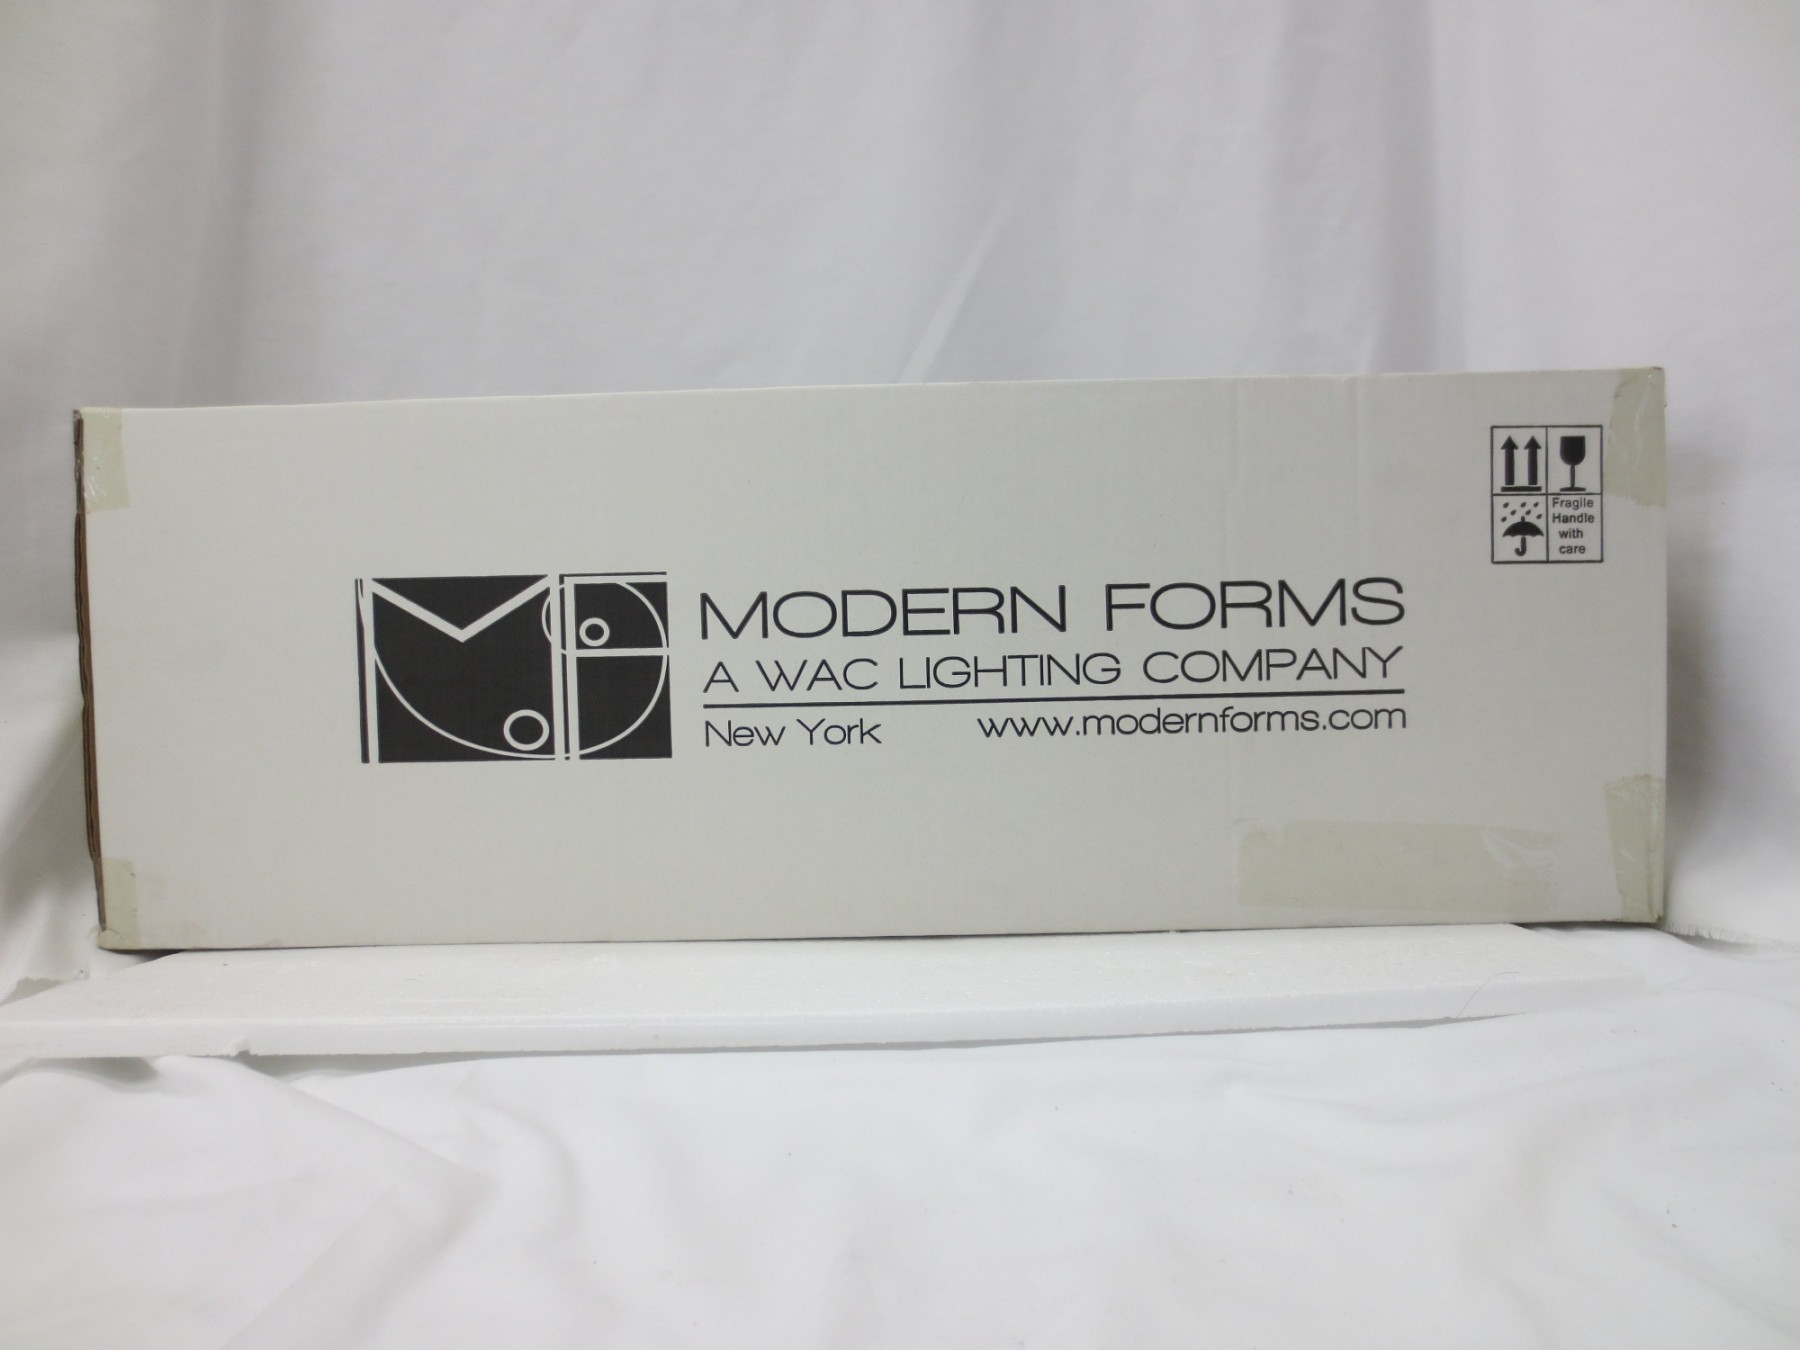 MODERN FORMS
A WAC LIGHTING COMPANY
New York www.modernforms.com
Fragile
Handle
with
care